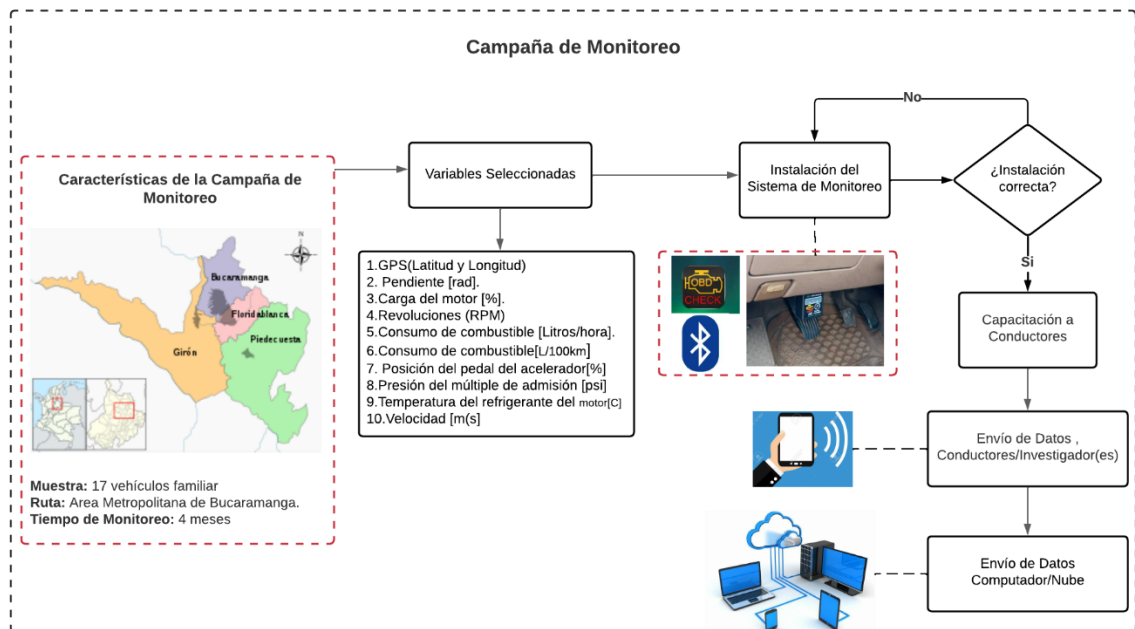 Campaña de Monitoreo
Características de la Campaña de
Monitoreo
N
Bucaramanga
Floridablanca
Girón
Piedecuesta
Muestra: 17 vehículos familiar
Ruta: Area Metropolitana de Bucaramanga.
Tiempo de Monitoreo: 4 meses
Variables Seleccionadas
1.GPS(Latitud y Longitud)
2. Pendiente [rad].
3.Carga del motor [%].
4.Revoluciones (RPM)
5.Consumo de combustible [Litros/hora].
6.Consumo de combustible[L/100km]
7. Posición del pedal del acelerador[%]
8.Presión del múltiple de admisión [psi]
9.Temperatura del refrigerante del motor[C]
10.Velocidad [m(s]
Instalación del
Sistema de Monitoreo
No
¿Instalación
correcta?
Si
OBD
CHECK
Capacitación a
Conductores
Envío de Datos ,
Conductores/Investigador(es)
Envío de Datos
Computador/Nube